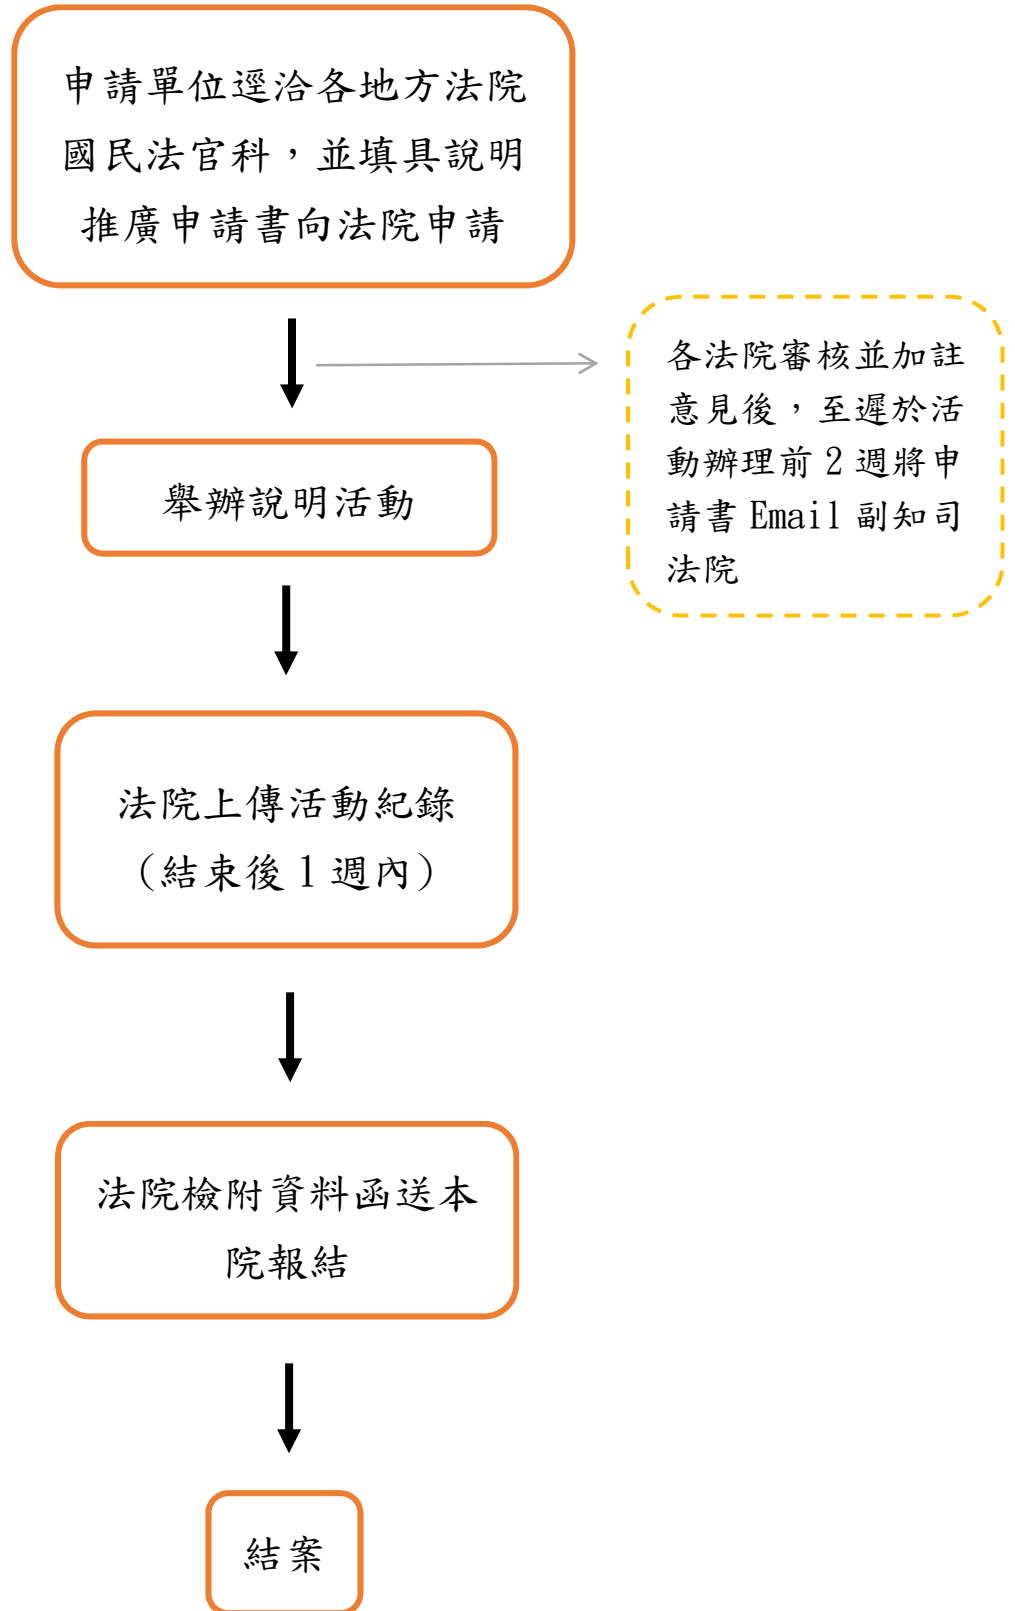 申請單位逕洽各地方法院
國民法官科，並填具說明
推廣申請書向法院申請
各法院審核並加註
意見後，至遲於活
動辦理前 2 週將申
請書 Email 副知司
法院
舉辦說明活動
法院上傳活動紀錄
(結束後 1 週內)
法院檢附資料函送本
院報結
結案